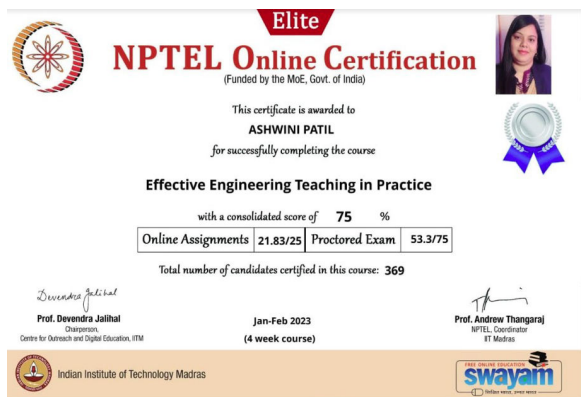 Elite
NPTEL Online Certification
(Funded by the MoE, Govt. of India)
This certificate is awarded to
ASHWINI PATIL
for successfully completing the course
Effective Engineering Teaching in Practice
with a consolidated score of 75 %
Online Assignments 21.83/25 Proctored Exam 53.3/75
Total number of candidates certified in this course: 369
Devendra Jalihal
Prof. Devendra Jalihal
Chairperson,
Centre for Outreach and Digital Education, IITM
Jan-Feb 2023
(4 week course)
Prof. Andrew Thangaraj
NPTEL, Coordinator
IIT Madras
Indian Institute of Technology Madras
FREE ONLINE EDUCATION
swayam
शिक्षित भारत, उन्नत भारत